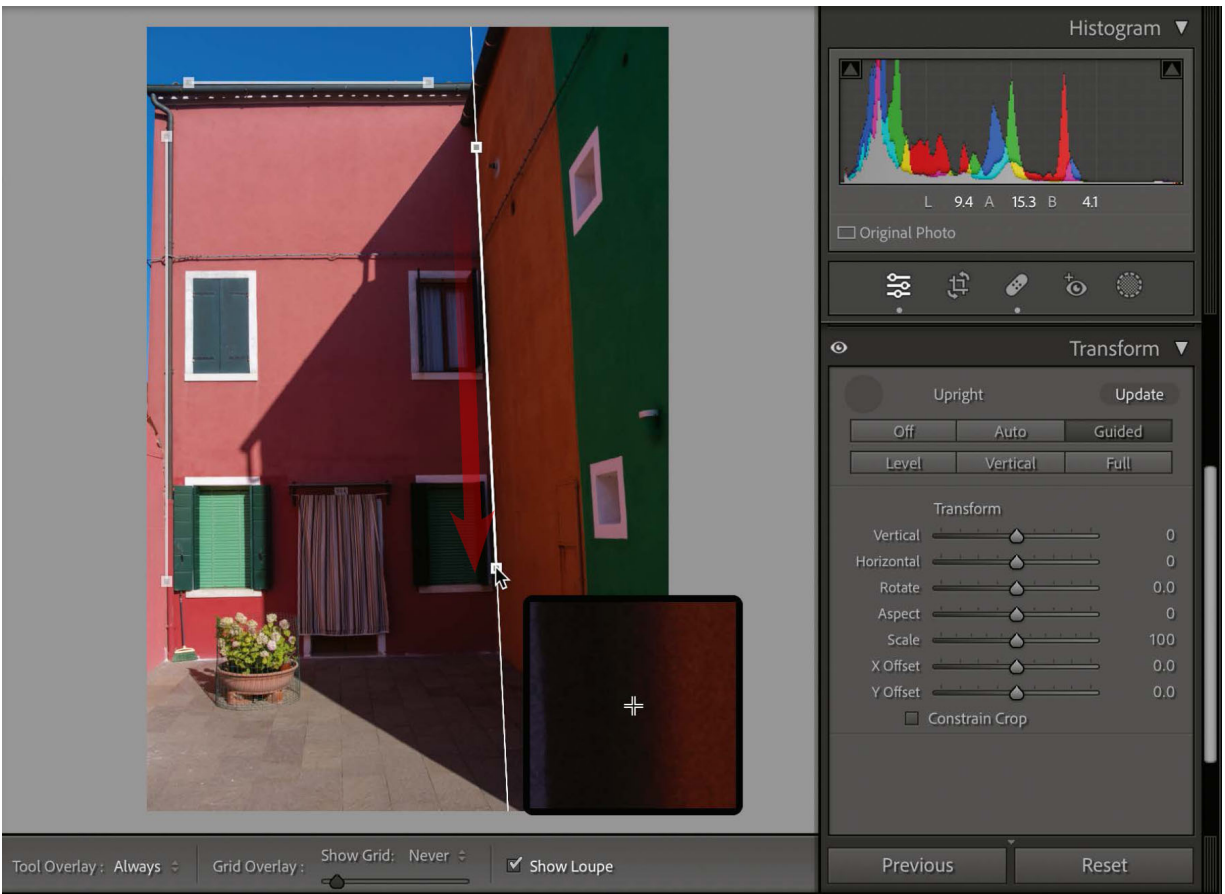 Histogram
L 9.4 A 15.3 B 4.1
Original Photo
Transform
Upright Update
Off Auto Guided
Level Vertical Full
Transform
Vertical 0
Horizontal 0
Rotate 0.0
Aspect 0
Scale 100
X Offset 0.0
Y Offset 0.0
Constrain Crop
Tool Overlay : Always Grid Overlay : Show Grid: Never Show Loupe
Previous Reset